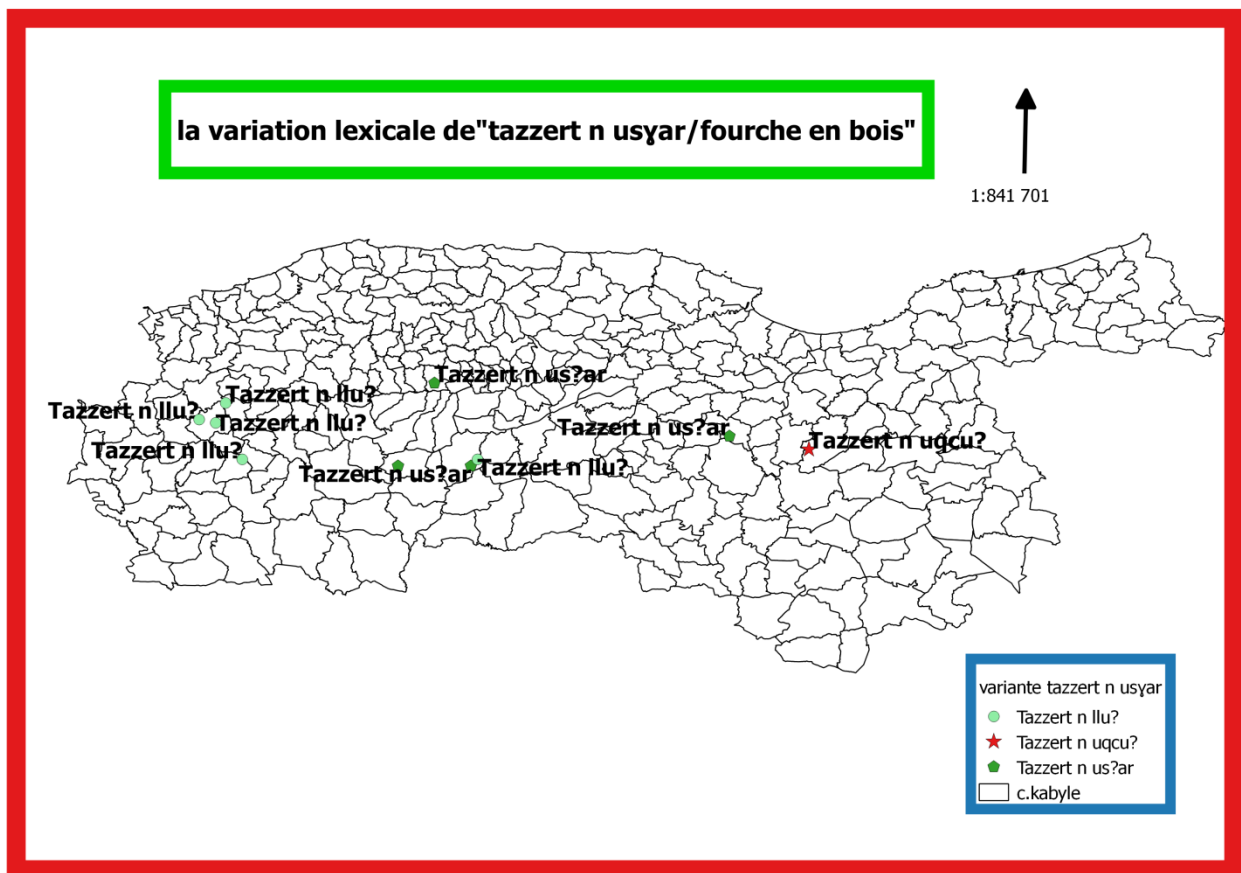 la variation lexicale de"tazzert n usɣar/fourche en bois"
1:841 701
Tazzert n us?ar
Tazzert n llu?
Tazzert n llu?
Tazzert n llu?
Tazzert n us?ar
Tazzert n uqcu?
Tazzert n llu?
Tazzert n us?ar
Tazzert n llu?
variante tazzert n usɣar
Tazzert n llu?
Tazzert n uqcu?
Tazzert n us?ar
c.kabyle